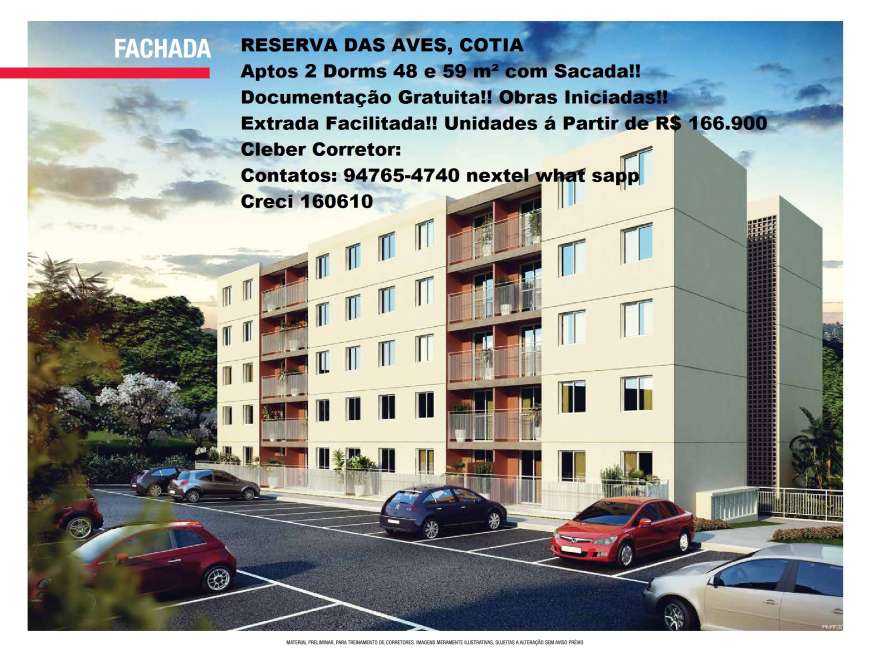 FACHADA
RESERVA DAS AVES, COTIA
Aptos 2 Dorms 48 e 59 m² com Sacada!!
Documentação Gratuita!! Obras Iniciadas!!
Extrada Facilitada!! Unidades á Partir de R$ 166.900
Cleber Corretor:
Contatos: 94765-4740 nextel what sapp
Creci 160610
MATERIAL PRELIMINAR, PARA TREINAMENTO DE CORRETORES. IMAGENS MERAMENTE ILUSTRATIVAS, SUJEITAS A ALTERAÇÃO SEM AVISO PRÉVIO